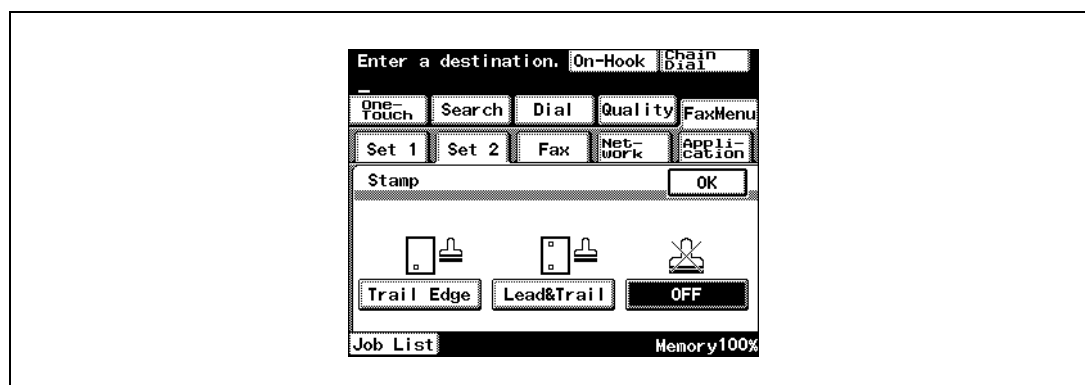 Enter a destination. On-Hook Chain Dial
One-Touch Search Dial Quality FaxMenu
Set 1 Set 2 Fax Net-work Appli-cation
Stamp OK
Trail Edge Lead&Trail OFF
Job List Memory100%